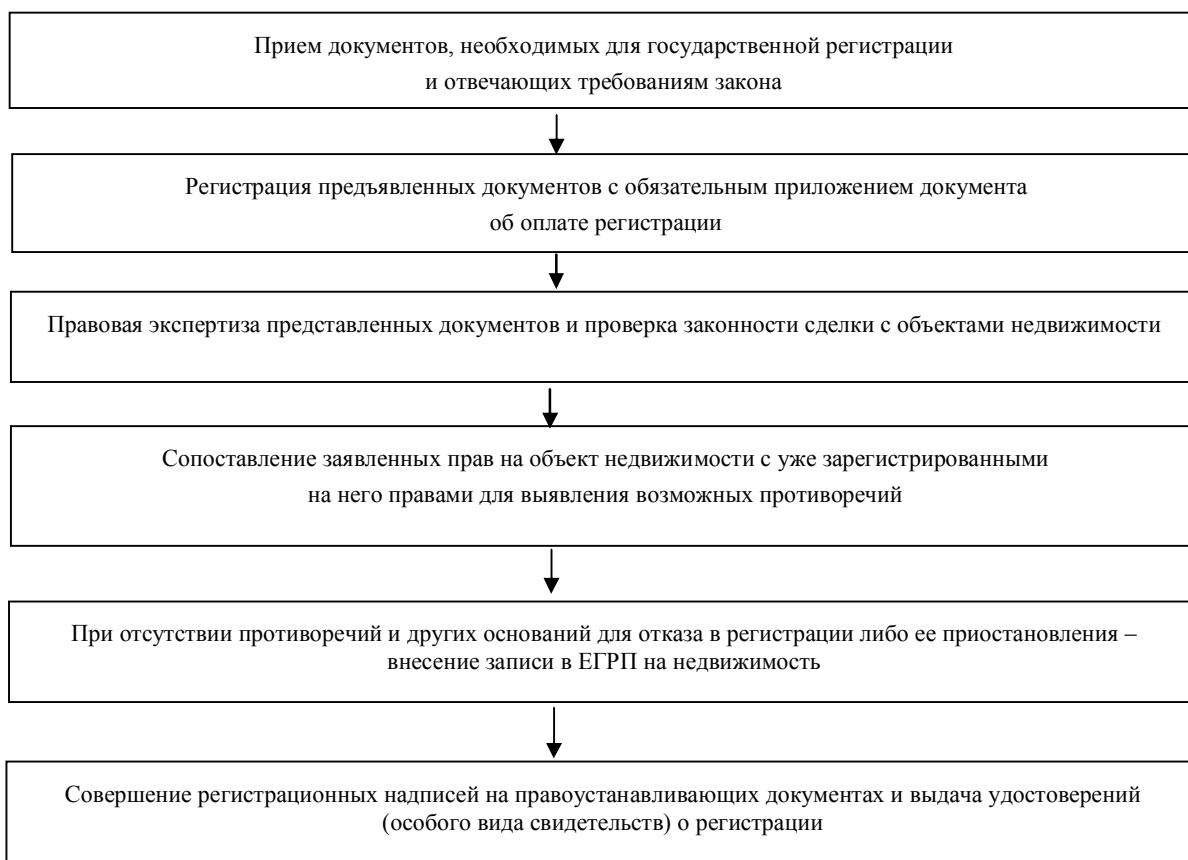 Прием документов, необходимых для государственной регистрации
и отвечающих требованиям закона
Регистрация предъявленных документов с обязательным приложением документа
об оплате регистрации
Правовая экспертиза представленных документов и проверка законности сделки с объектами недвижимости
Сопоставление заявленных прав на объект недвижимости с уже зарегистрированными
на него правами для выявления возможных противоречий
При отсутствии противоречий и других оснований для отказа в регистрации либо ее приостановления –
внесение записи в ЕГРП на недвижимость
Совершение регистрационных надписей на правоустанавливающих документах и выдача удостоверений
(особого вида свидетельств) о регистрации